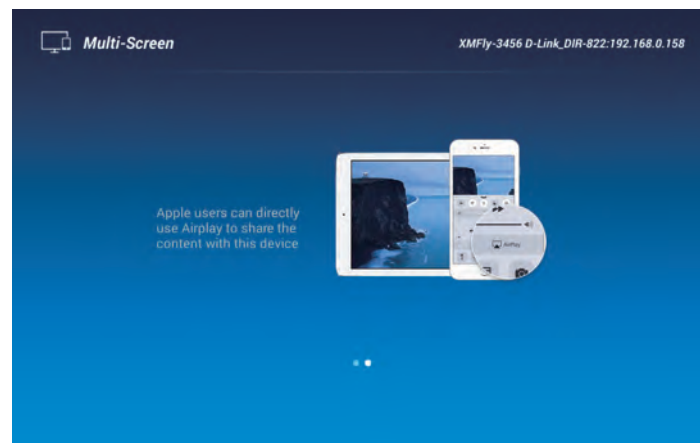 Multi-Screen
XMFly-3456 D-Link_DIR-822:192.168.0.158
Apple users can directly
use Airplay to share the
content with this device
AirPlay